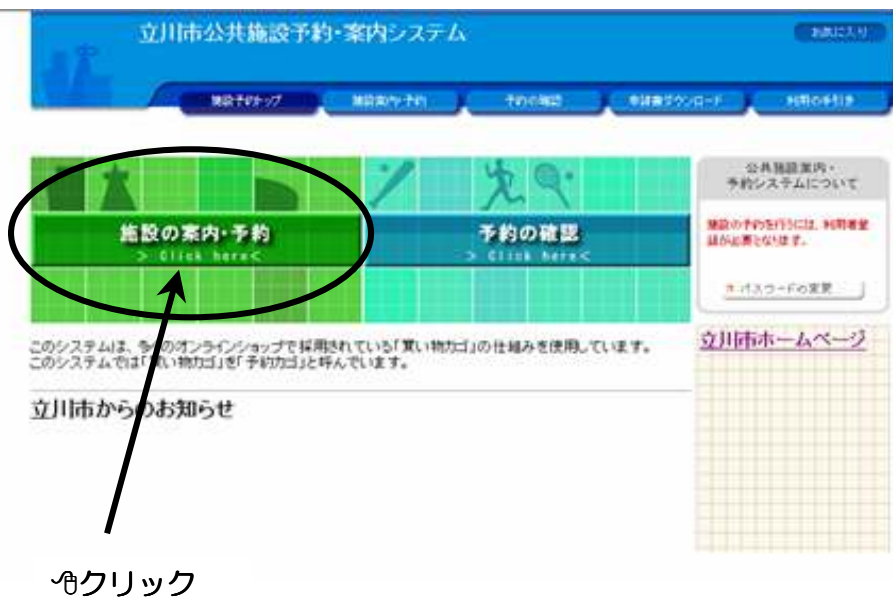 立川市公共施設予約・案内システム
お気に入り
施設予約トップ
施設案内・予約
予約の確認
申請書ダウンロード
利用の手引き
施設の案内・予約
> Click here <
予約の確認
> Click here <
公共施設案内・
予約システムについて
施設の予約を行うには、利用者登
録が必要となります。
パスワードの変更
このシステムは、 のオンラインショップで採用されている「買い物カゴ」の仕組みを使用しています。
このシステムでは「買い物カゴ」を「予約カゴ」と呼んでいます。
立川市ホームページ
立川市からのお知らせ
クリック